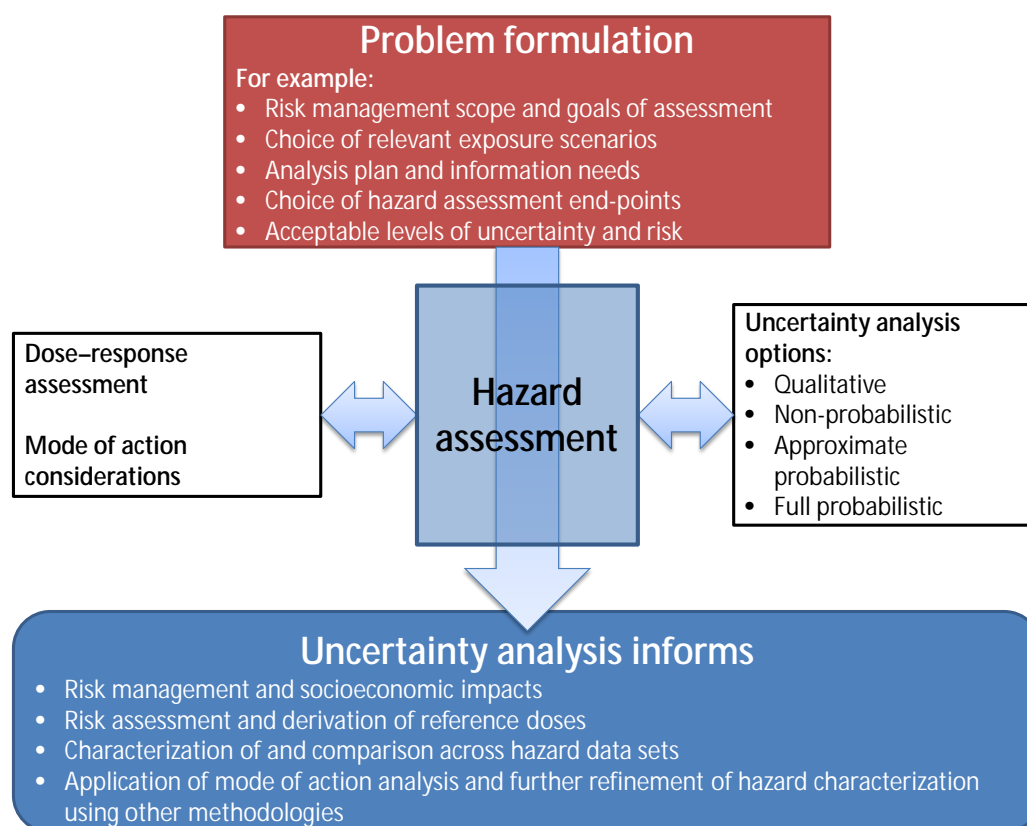 Problem formulation
For example:
• Risk management scope and goals of assessment
• Choice of relevant exposure scenarios
• Analysis plan and information needs
• Choice of hazard assessment end-points
• Acceptable levels of uncertainty and risk
Dose–response
assessment
Mode of action
considerations
Hazard
assessment
Uncertainty analysis
options:
• Qualitative
• Non-probabilistic
• Approximate
probabilistic
• Full probabilistic
Uncertainty analysis informs
• Risk management and socioeconomic impacts
• Risk assessment and derivation of reference doses
• Characterization of and comparison across hazard data sets
• Application of mode of action analysis and further refinement of hazard characterization
using other methodologies